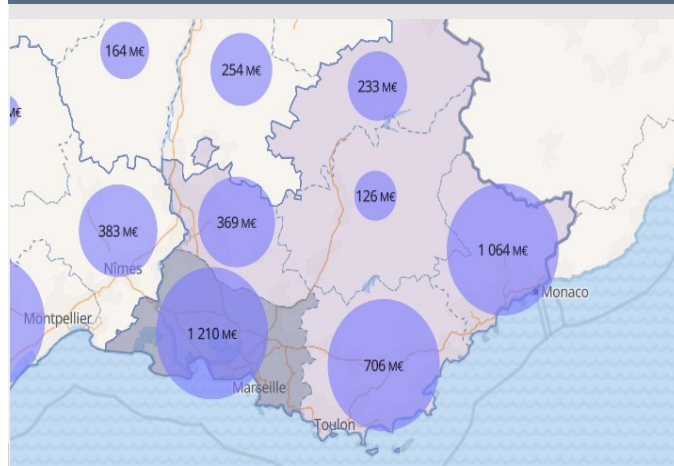 164 M€
254 M€
233 M€
M€
126 M€
369 M€
383 M€
1 064 M€
Nîmes
Monaco
Montpellier
1 210 M€
706 M€
Marseille
Toulon